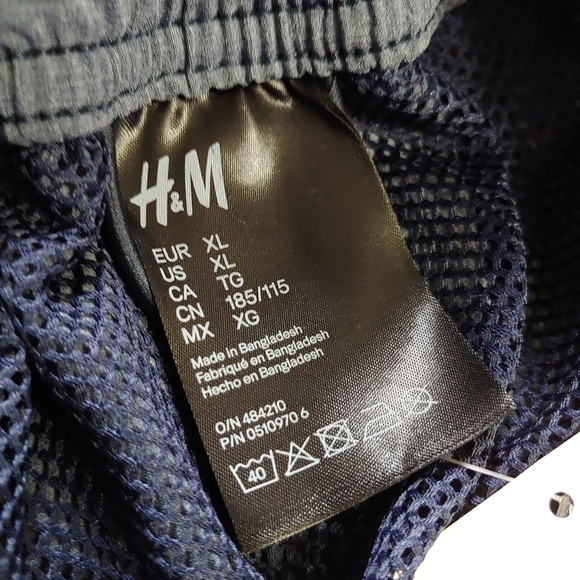 H&M
EUR XL
US XL
CA TG
CN 185/115
MX XG
Made in Bangladesh
Fabriqué en Bangladesh
Hecho en Bangladesh
O/N 484210
P/N 0510970 6
40